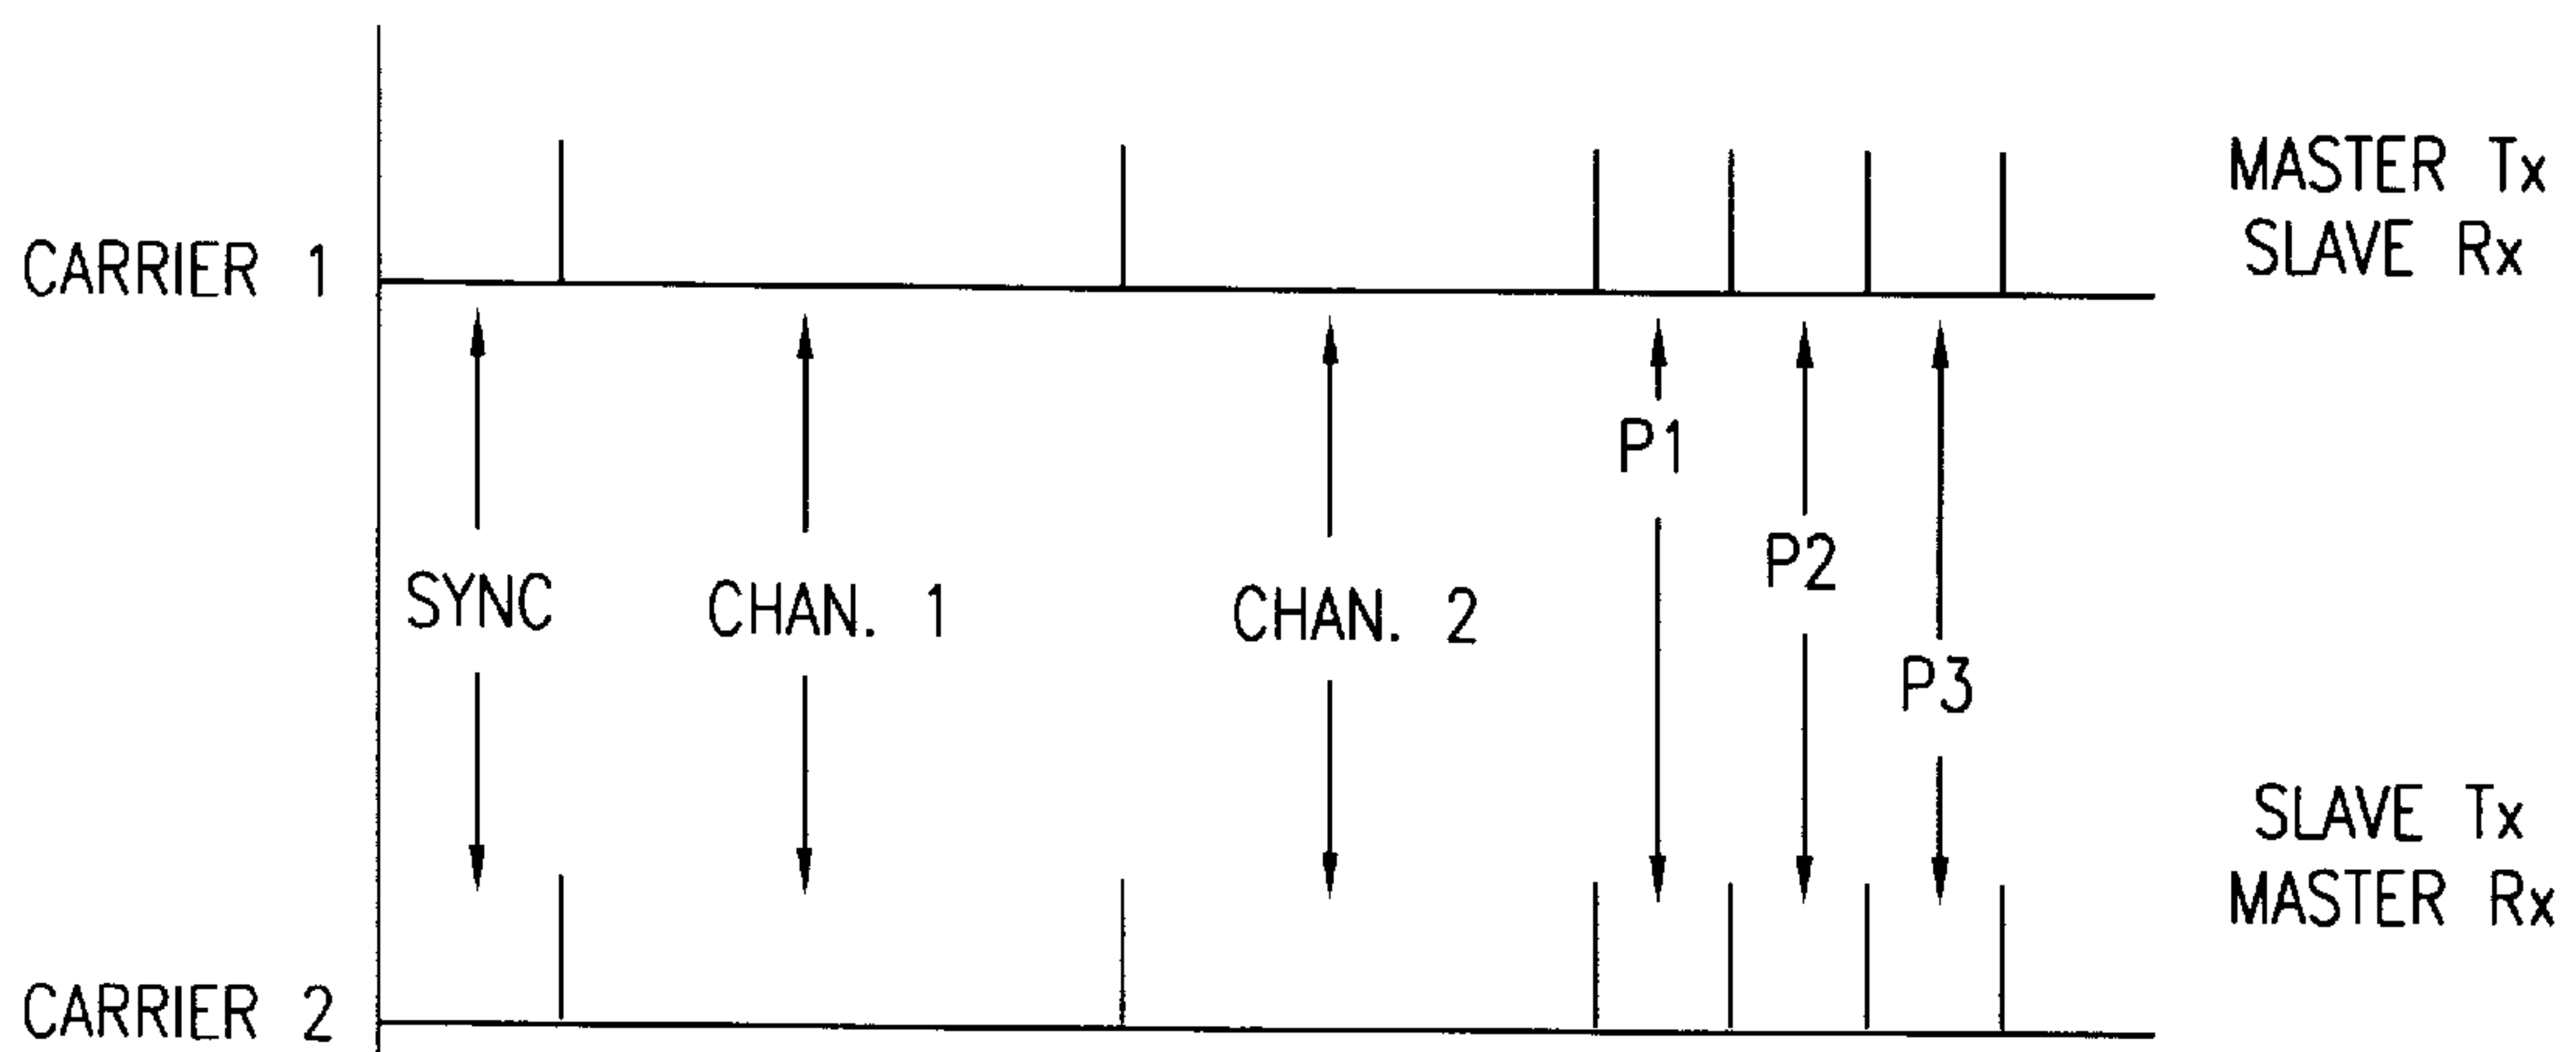 MASTER Tx
SLAVE Rx
CARRIER 1
P1
P2
SYNC
CHAN. 1
CHAN. 2
P3
SLAVE Tx
MASTER Rx
CARRIER 2